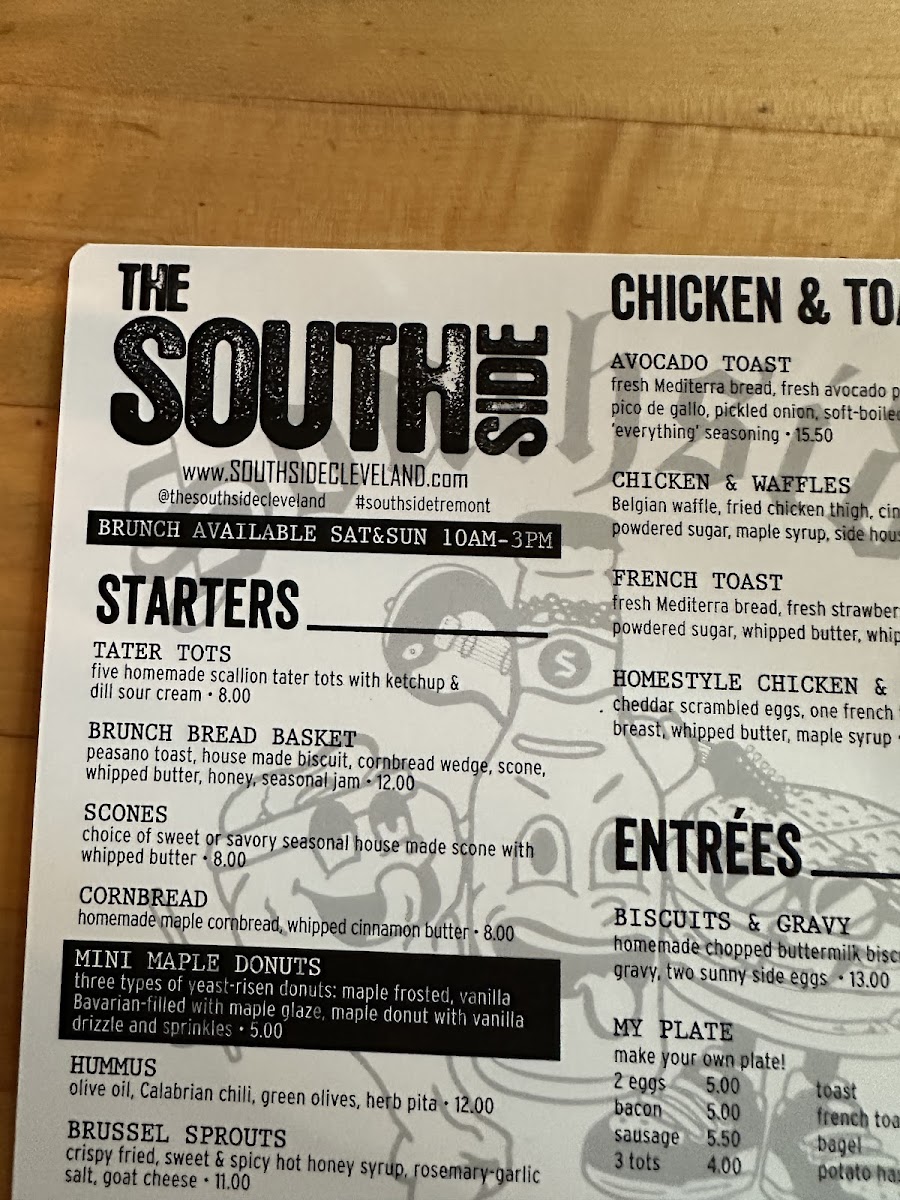 THE
SOUTH SIDE
www.SOUTHSIDECLEVELAND.com
@thesouthsidecleveland #southsidetremont
BRUNCH AVAILABLE SAT&SUN 10AM-3PM
STARTERS
TATER TOTS
five homemade scallion tater tots with ketchup &
dill sour cream • 8.00
BRUNCH BREAD BASKET
peasano toast, house made biscuit, cornbread wedge, scone,
whipped butter, honey, seasonal jam • 12.00
SCONES
choice of sweet or savory seasonal house made scone with
whipped butter • 8.00
CORNBREAD
homemade maple cornbread, whipped cinnamon butter • 8.00
MINI MAPLE DONUTS
three types of yeast-risen donuts: maple frosted, vanilla
Bavarian-filled with maple glaze, maple donut with vanilla
drizzle and sprinkles • 5.00
HUMMUS
olive oil, Calabrian chili, green olives, herb pita • 12.00
BRUSSEL SPROUTS
crispy fried, sweet & spicy hot honey syrup, rosemary-garlic
salt, goat cheese • 11.00
CHICKEN &
AVOCADO TOAST
fresh Mediterra bread, fresh avocado
pico de gallo, pickled onion,
'everything' seasoning • 15.50
CHICKEN & WAFFLES
Belgian waffle, fried chicken thigh,
powdered sugar, maple syrup, side
FRENCH TOAST
fresh Mediterra bread, fresh
powdered sugar, whipped butter,
HOMESTYLE CHICKEN &
cheddar scrambled eggs, one french
breast, whipped butter, maple syrup •
ENTRÉES
BISCUITS & GRAVY
homemade chopped buttermilk
gravy, two sunny side eggs • 13.00
MY PLATE
make your own plate!
2 eggs 5.00 toast
bacon 5.00 french
sausage 5.50 bagel
3 tots 4.00 potato